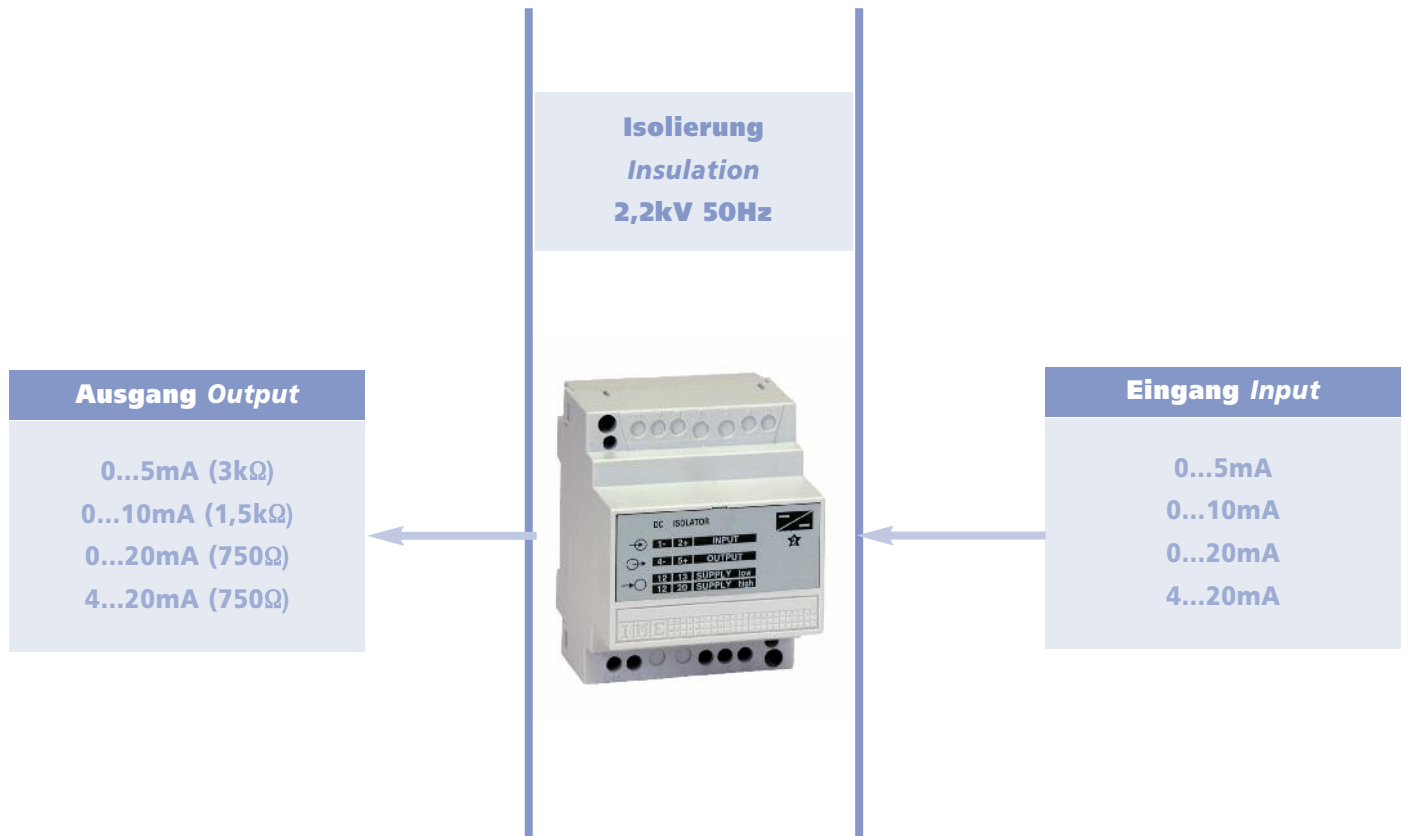 Isolierung
Insulation
2,2kV 50Hz
Ausgang Output
0...5mA (3kΩ)
0...10mA (1,5kΩ)
0...20mA (750Ω)
4...20mA (750Ω)
DC ISOLATOR
1- 2+ INPUT
4- 5+ OUTPUT
12 13 SUPPLY low
12 20 SUPPLY high
IME
Eingang Input
0...5mA
0...10mA
0...20mA
4...20mA